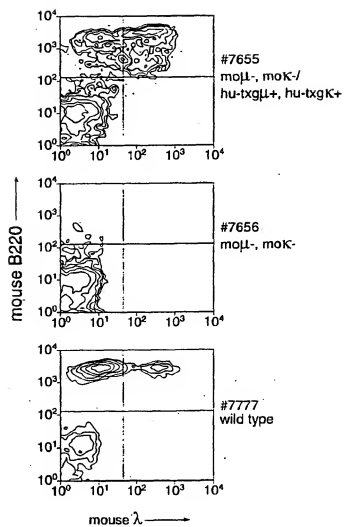 10⁴
10³
10²
10¹
10⁰
10⁰ 10¹ 10² 10³ 10⁴
#7655
moμ-, moκ-/
hu-txgμ+, hu-txgκ+
10⁴
10³
10²
10¹
10⁰
10⁰ 10¹ 10² 10³ 10⁴
#7656
moμ-, moκ-
mouse B220
10⁴
10³
10²
10¹
10⁰
10⁰ 10¹ 10² 10³ 10⁴
#7777
wild type
mouse λ